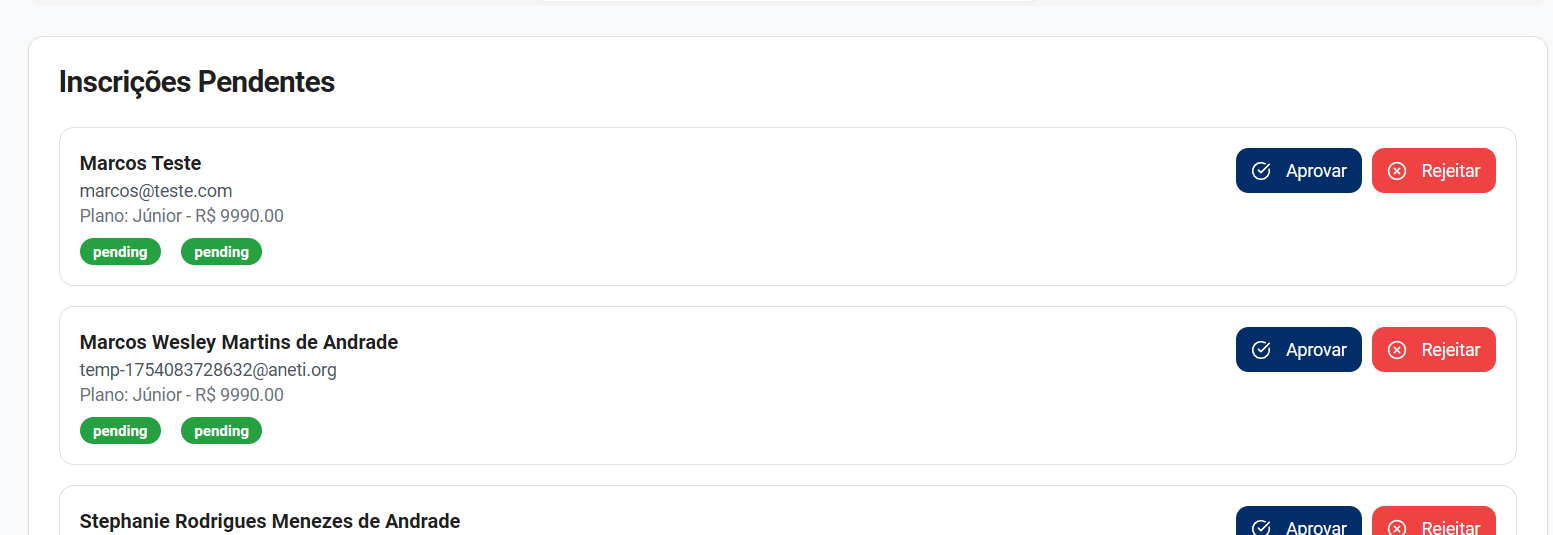 Inscrições Pendentes
Marcos Teste
marcos@teste.com
Plano: Júnior - R$ 9990.00
pending pending
Aprovar Rejeitar
Marcos Wesley Martins de Andrade
temp-1754083728632@aneti.org
Plano: Júnior - R$ 9990.00
pending pending
Aprovar Rejeitar
Stephanie Rodrigues Menezes de Andrade
Aprovar Rejeitar